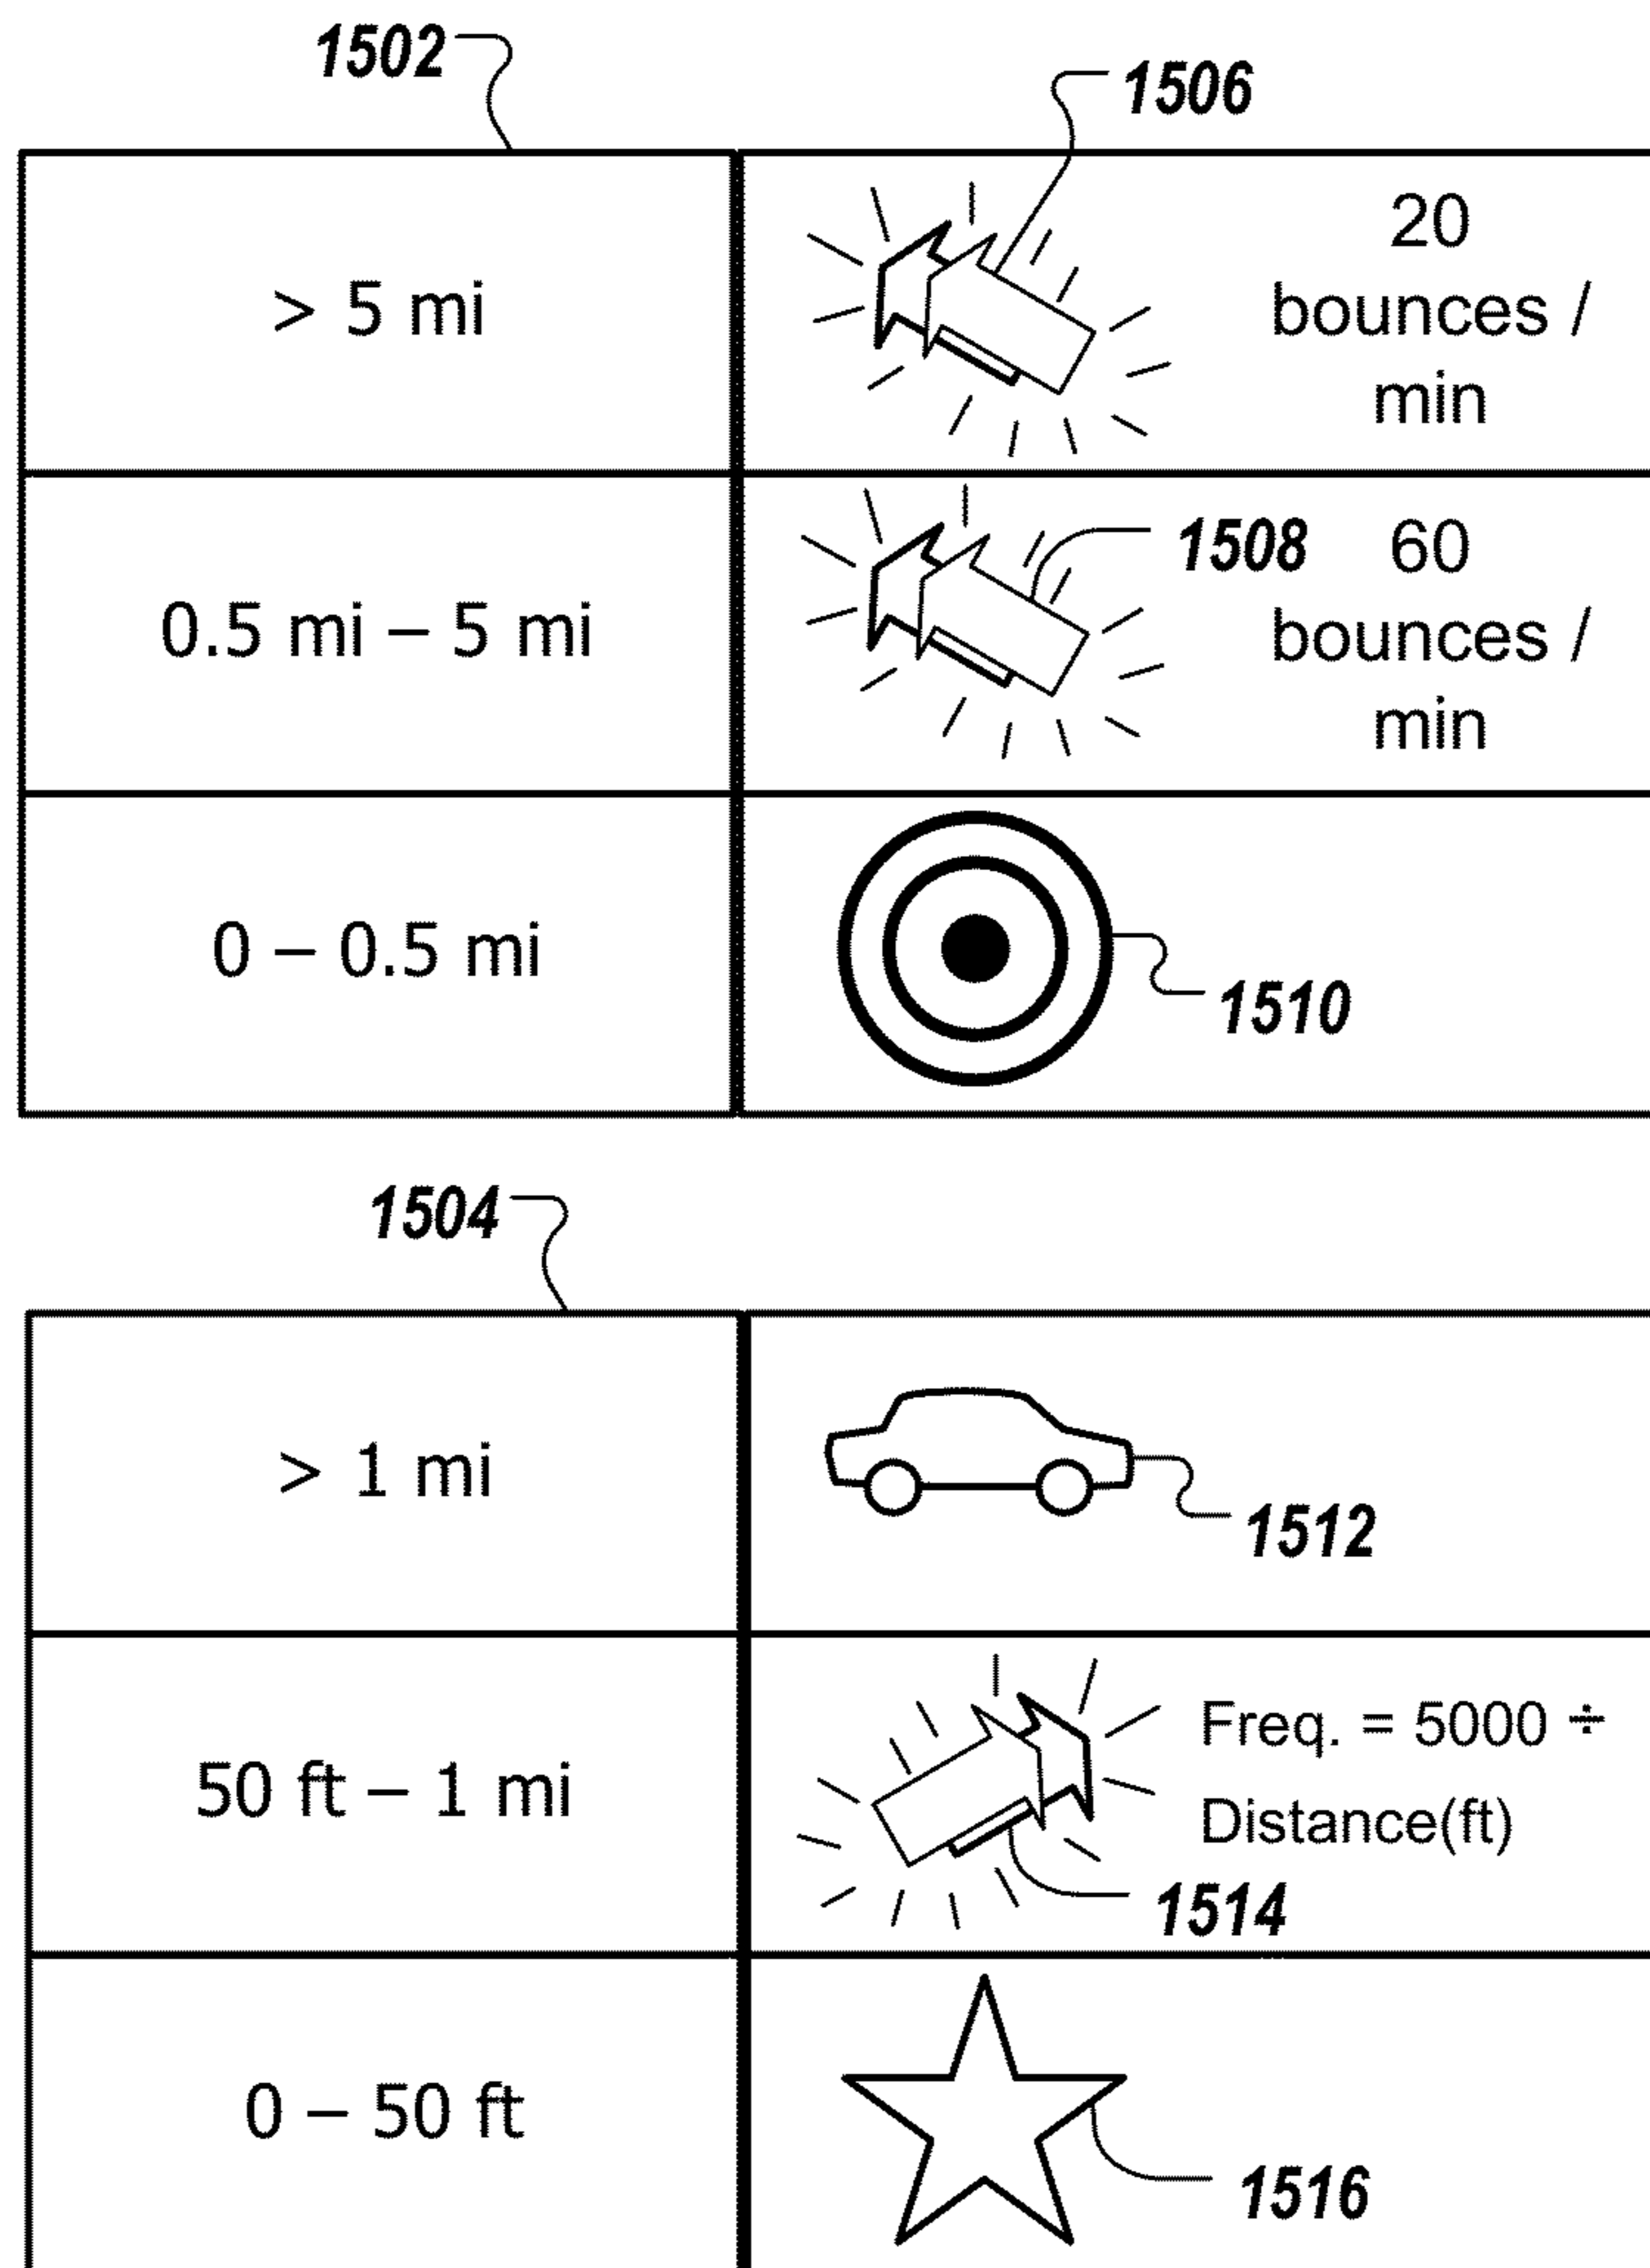 1502
1506
> 5 mi
20
bounces /
min
0.5 mi – 5 mi
1508
60
bounces /
min
0 – 0.5 mi
1510
1504
> 1 mi
1512
50 ft – 1 mi
Freq. = 5000 ÷
Distance(ft)
1514
0 – 50 ft
1516